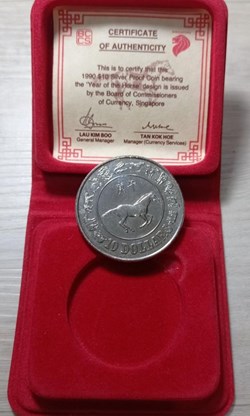 CERTIFICATE
OF AUTHENTICITY
This is to certify that this
1990 $10 Silver Proof Coin bearing
the 'Year of the Horse' design is issued
by the Board of Commissioners
of Currency, Singapore
LAU KIM BOO
General Manager
TAN KOK HOE
Manager (Currency Services)
10 DOLLARS